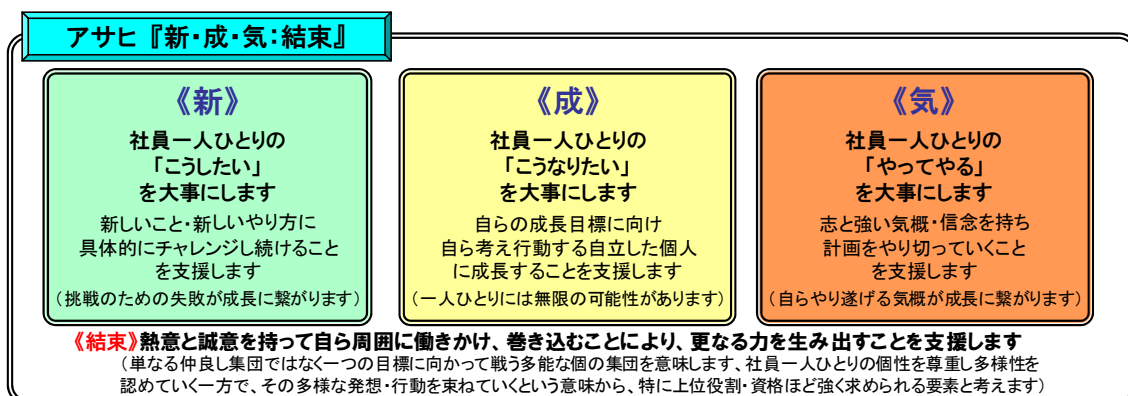 アサヒ 『新・成・気：結束』
《新》
社員一人ひとりの
「こうしたい」
を大事にします
新しいこと・新しいやり方に
具体的にチャレンジし続けること
を支援します
（挑戦のための失敗が成長に繋がります）
《成》
社員一人ひとりの
「こうなりたい」
を大事にします
自らの成長目標に向け
自ら考え行動する自立した個人
に成長することを支援します
（一人ひとりには無限の可能性があります）
《気》
社員一人ひとりの
「やってやる」
を大事にします
志と強い気概・信念を持ち
計画をやり切っていくこと
を支援します
（自らやり遂げる気概が成長に繋がります）
《結束》熱意と誠意を持って自ら周囲に働きかけ、巻き込むことにより、更なる力を生み出すことを支援します
（単なる仲良し集団ではなく一つの目標に向かって戦う多能な個の集団を意味します、社員一人ひとりの個性を尊重し多様性を
認めていく一方で、その多様な発想・行動を束ねていくという意味から、特に上位役割・資格ほど強く求められる要素と考えます）